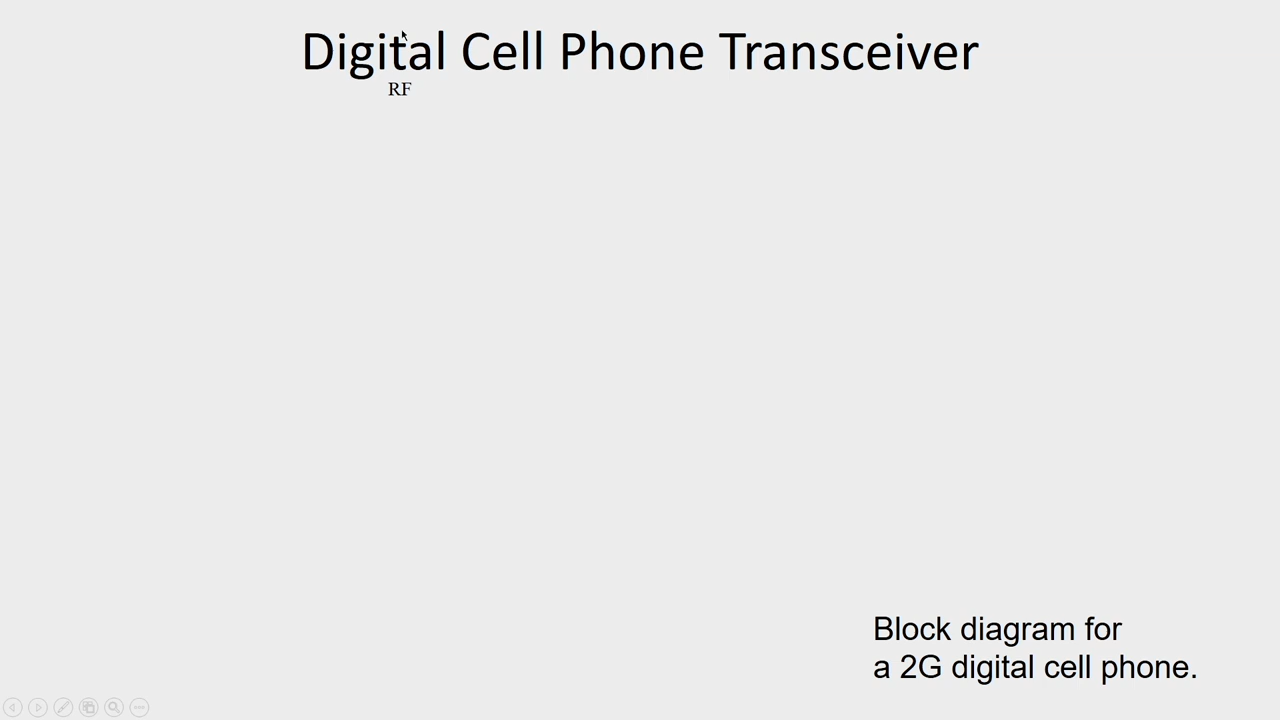 Digital Cell Phone Transceiver
RF
Block diagram for
a 2G digital cell phone.